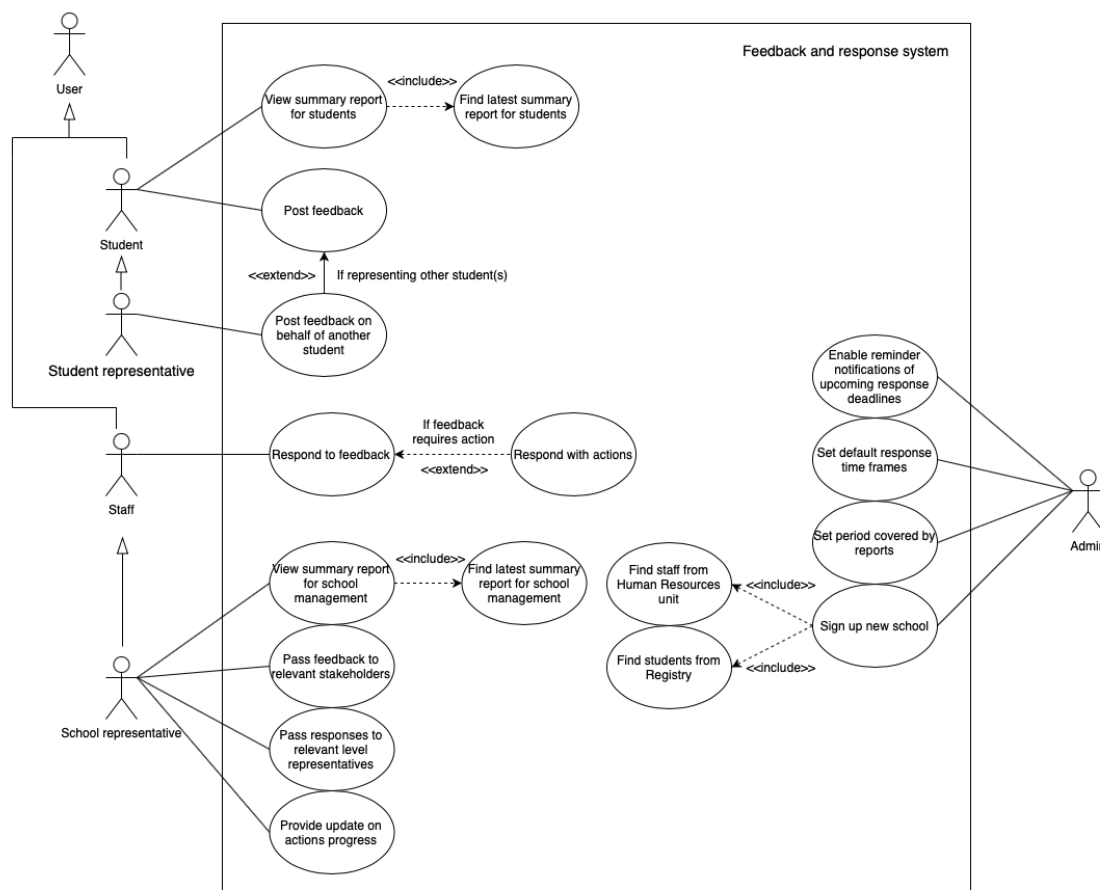 Feedback and response system
User
<<include>>
View summary report
for students
Find latest summary
report for students
Student
Post feedback
<<extend>>
If representing other student(s)
Post feedback on
behalf of another
student
Student representative
Enable reminder
notifications of
upcoming response
deadlines
Staff
Respond to feedback
If feedback
requires action
<<extend>>
Respond with actions
Set default response
time frames
Admin
Set period covered by
reports
View summary report
for school
management
<<include>>
Find latest summary
report for school
management
Find staff from
Human Resources
unit
<<include>>
Sign up new school
Find students from
Registry
<<include>>
School representative
Pass feedback to
relevant stakeholders
Pass responses to
relevant level
representatives
Provide update on
actions progress